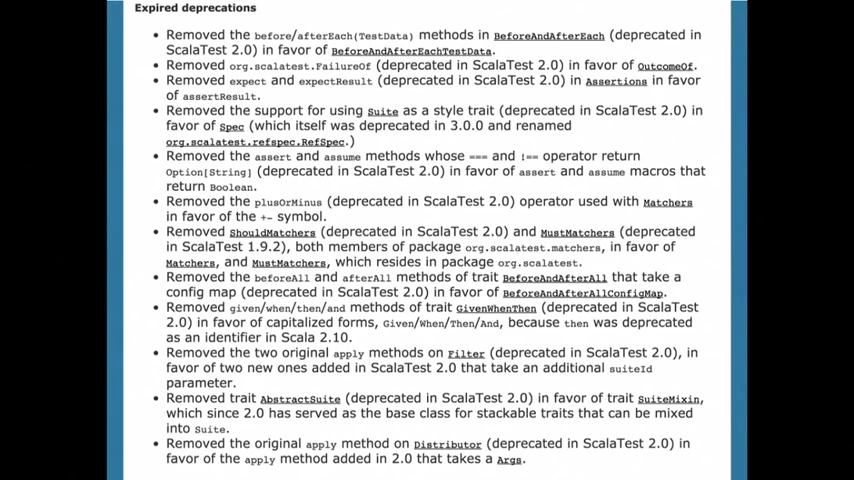 Expired deprecations
• Removed the before/afterEach(TestData) methods in BeforeAndAfterEach (deprecated in
ScalaTest 2.0) in favor of BeforeAndAfterEachTestData.
• Removed org.scalatest.FailureOf (deprecated in ScalaTest 2.0) in favor of OutcomeOf.
• Removed expect and expectResult (deprecated in ScalaTest 2.0) in Assertions in favor
of assertResult.
• Removed the support for using Suite as a style trait (deprecated in ScalaTest 2.0) in
favor of Spec (which itself was deprecated in 3.0.0 and renamed
org.scalatest.refspec.RefSpec.)
• Removed the assert and assume methods whose === and !== operator return
Option[String] (deprecated in ScalaTest 2.0) in favor of assert and assume macros that
return Boolean.
• Removed the plusOrMinus (deprecated in ScalaTest 2.0) operator used with Matchers
in favor of the +- symbol.
• Removed ShouldMatchers (deprecated in ScalaTest 2.0) and MustMatchers (deprecated
in ScalaTest 1.9.2), both members of package org.scalatest.matchers, in favor of
Matchers, and MustMatchers, which resides in package org.scalatest.
• Removed the beforeAll and afterAll methods of trait BeforeAndAfterAll that take a
config map (deprecated in ScalaTest 2.0) in favor of BeforeAndAfterAllConfigMap.
• Removed given/when/then/and methods of trait GivenWhenThen (deprecated in ScalaTest
2.0) in favor of capitalized forms, Given/When/Then/And, because then was deprecated
as an identifier in Scala 2.10.
• Removed the two original apply methods on Filter (deprecated in ScalaTest 2.0), in
favor of two new ones added in ScalaTest 2.0 that take an additional suiteId
parameter.
• Removed trait AbstractSuite (deprecated in ScalaTest 2.0) in favor of trait SuiteMixin,
which since 2.0 has served as the base class for stackable traits that can be mixed
into Suite.
• Removed the original apply method on Distributor (deprecated in ScalaTest 2.0) in
favor of the apply method added in 2.0 that takes a Args.